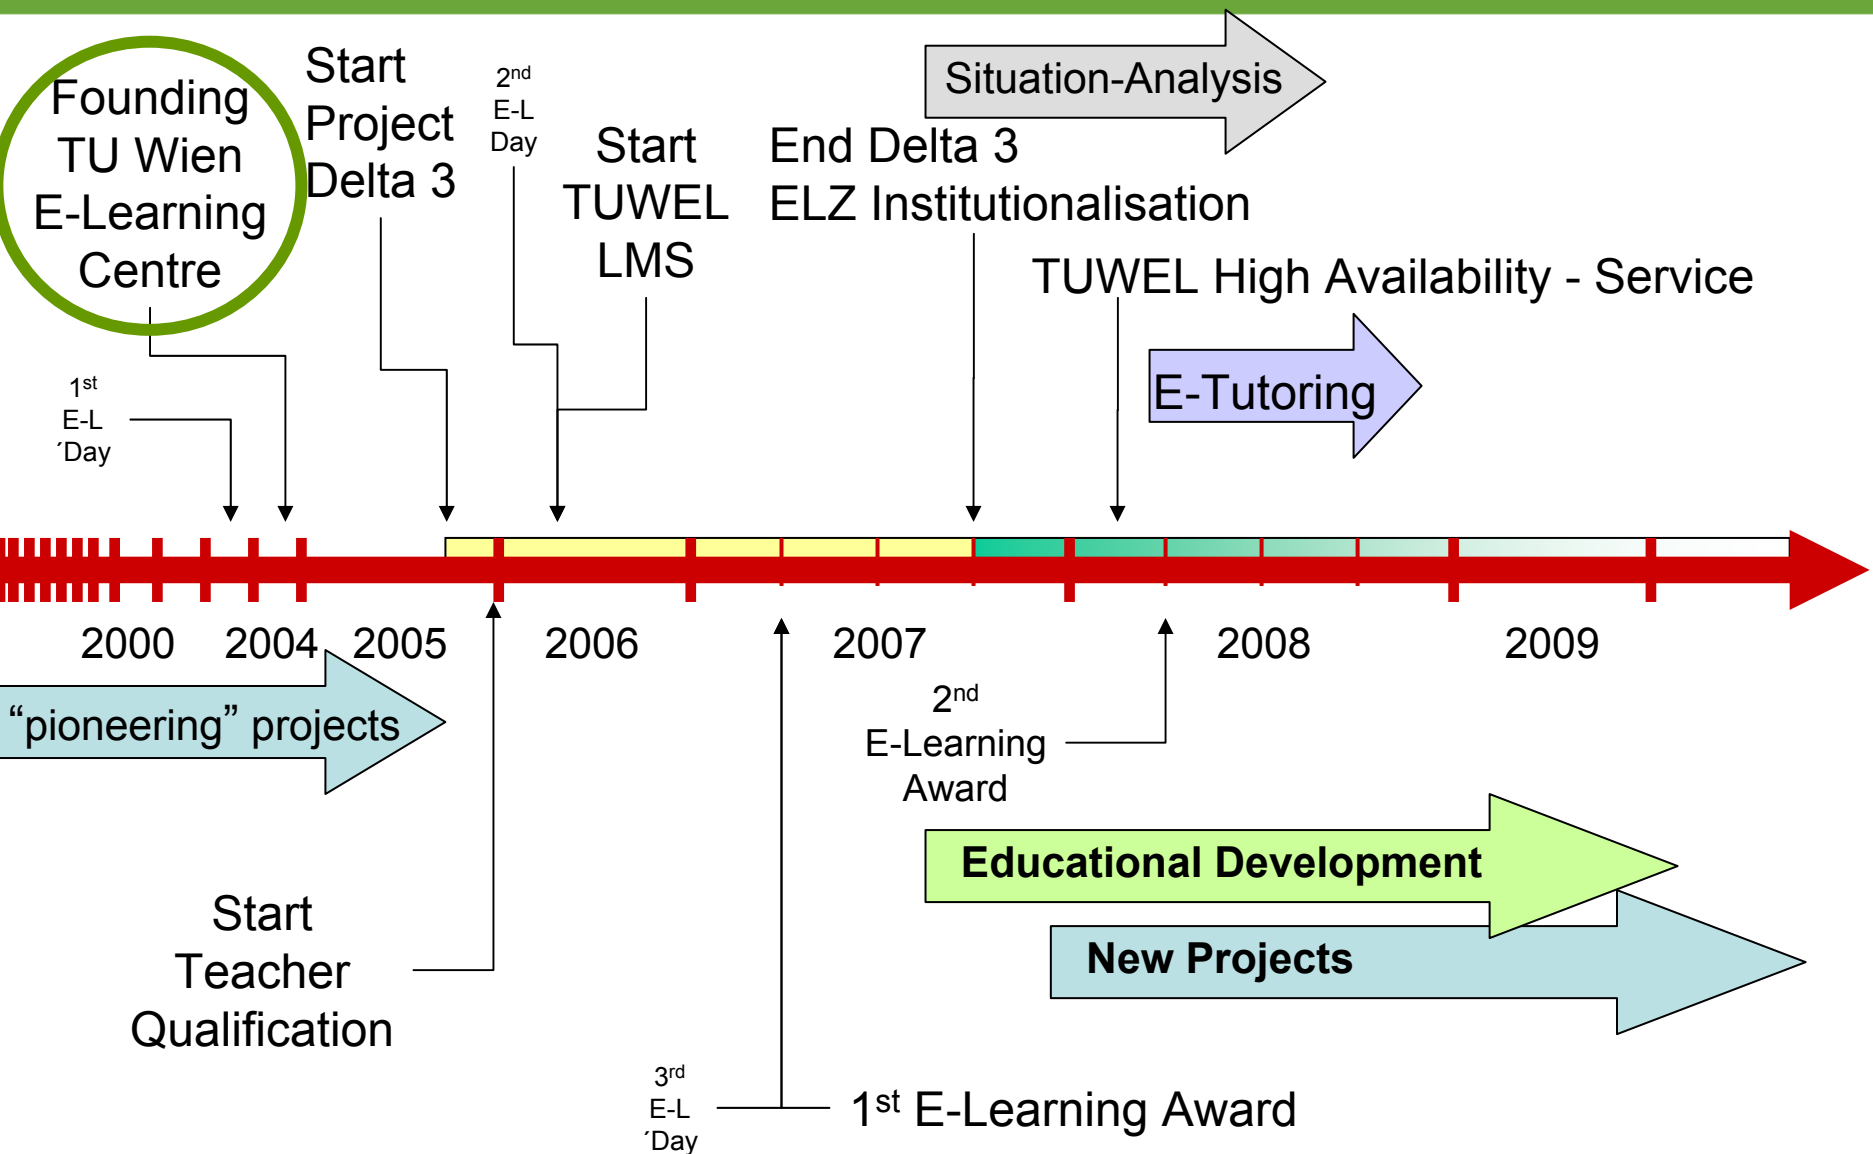 Founding
TU Wien
E-Learning
Centre
Start
Project
Delta 3
2nd
E-L
Day
Start
TUWEL
LMS
Situation-Analysis
End Delta 3
ELZ Institutionalisation
TUWEL High Availability - Service
E-Tutoring
1st
E-L
´Day
2000 2004 2005 2006 2007 2008 2009
“pioneering” projects
2nd
E-Learning
Award
Educational Development
New Projects
Start
Teacher
Qualification
3rd
E-L
´Day
1st E-Learning Award